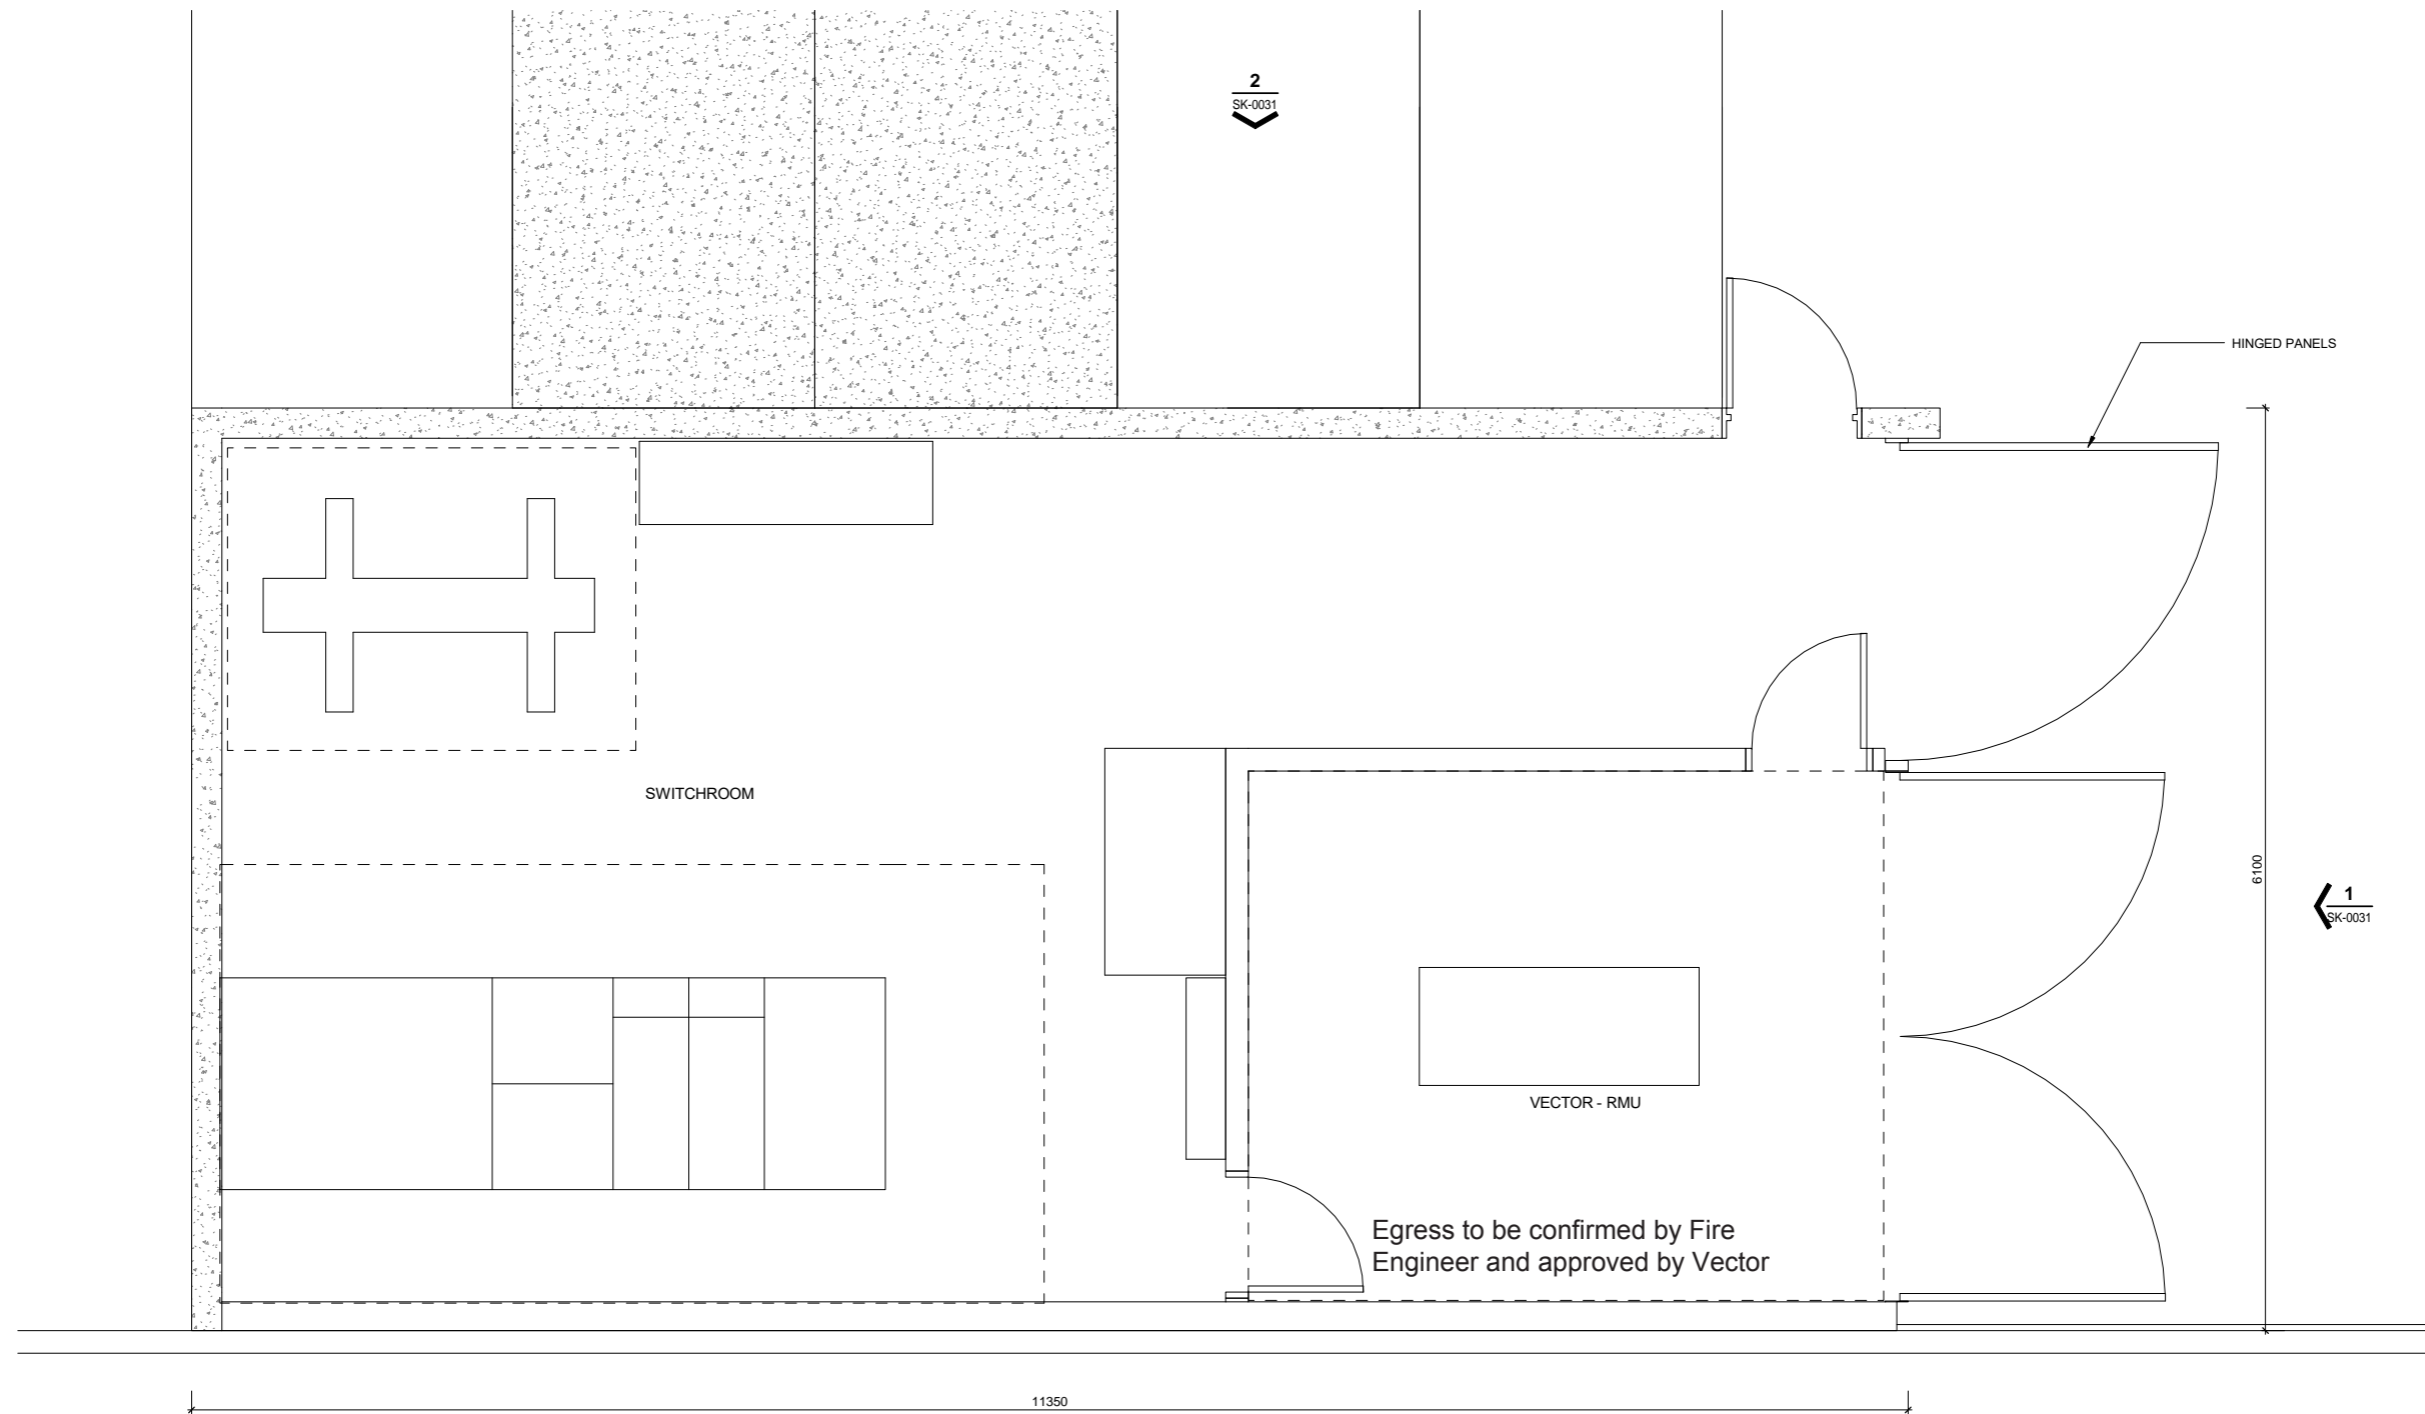 2
SK-0031
HINGED PANELS
SWITCHROOM
6100
1
SK-0031
VECTOR - RMU
Egress to be confirmed by Fire
Engineer and approved by Vector
11350